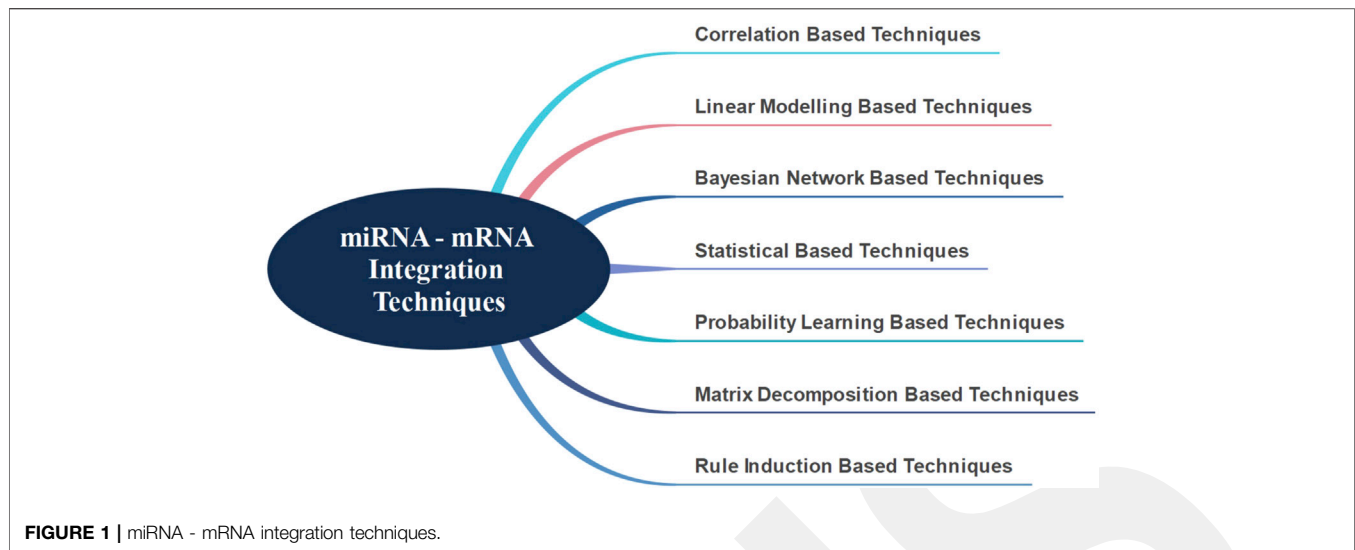 Correlation Based Techniques
Linear Modelling Based Techniques
Bayesian Network Based Techniques
miRNA - mRNA
Integration
Techniques
Statistical Based Techniques
Probability Learning Based Techniques
Matrix Decomposition Based Techniques
Rule Induction Based Techniques
FIGURE 1 | miRNA - mRNA integration techniques.